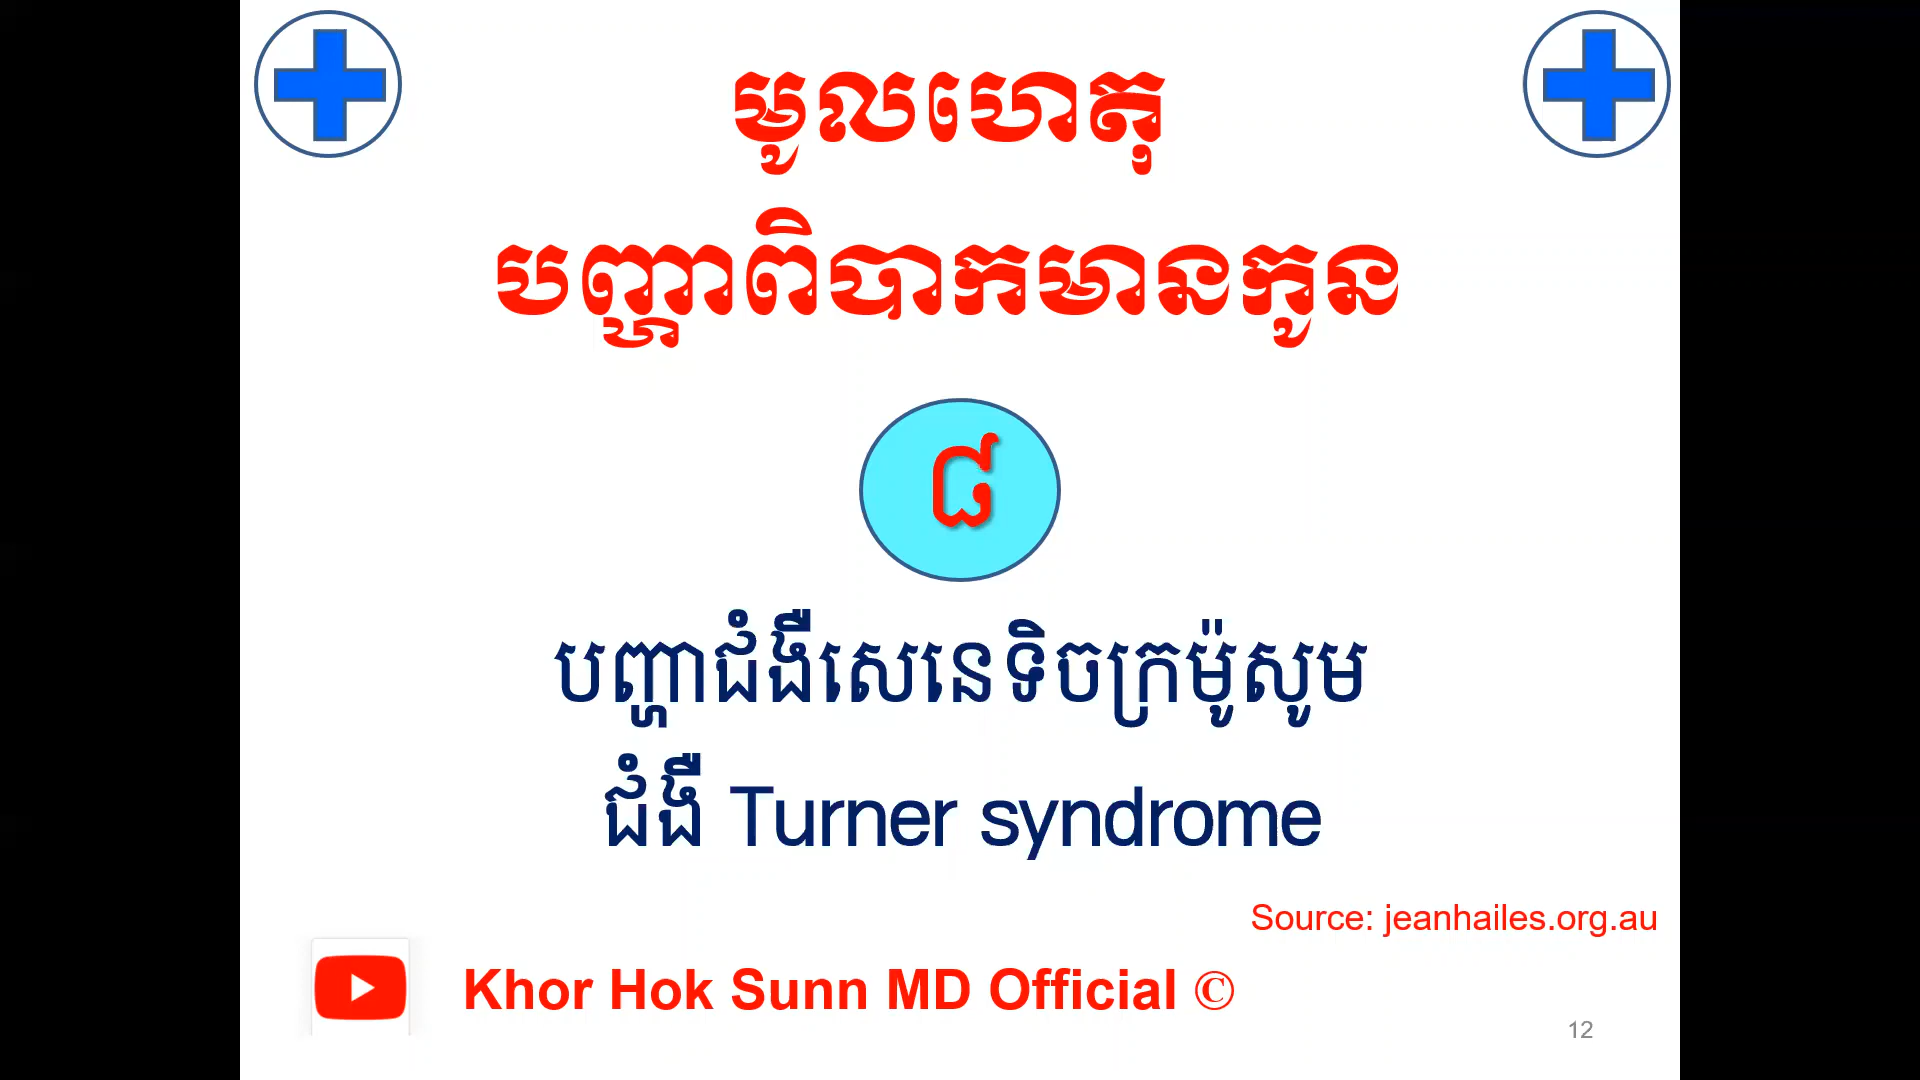 មូលហេតុ
បញ្ហាពិបាកមានកូន
៨
បញ្ហាជំងឺសេនេទិចក្រម៉ូសូម
ជំងឺ Turner syndrome
Source: jeanhailes.org.au
Khor Hok Sunn MD Official ©
12